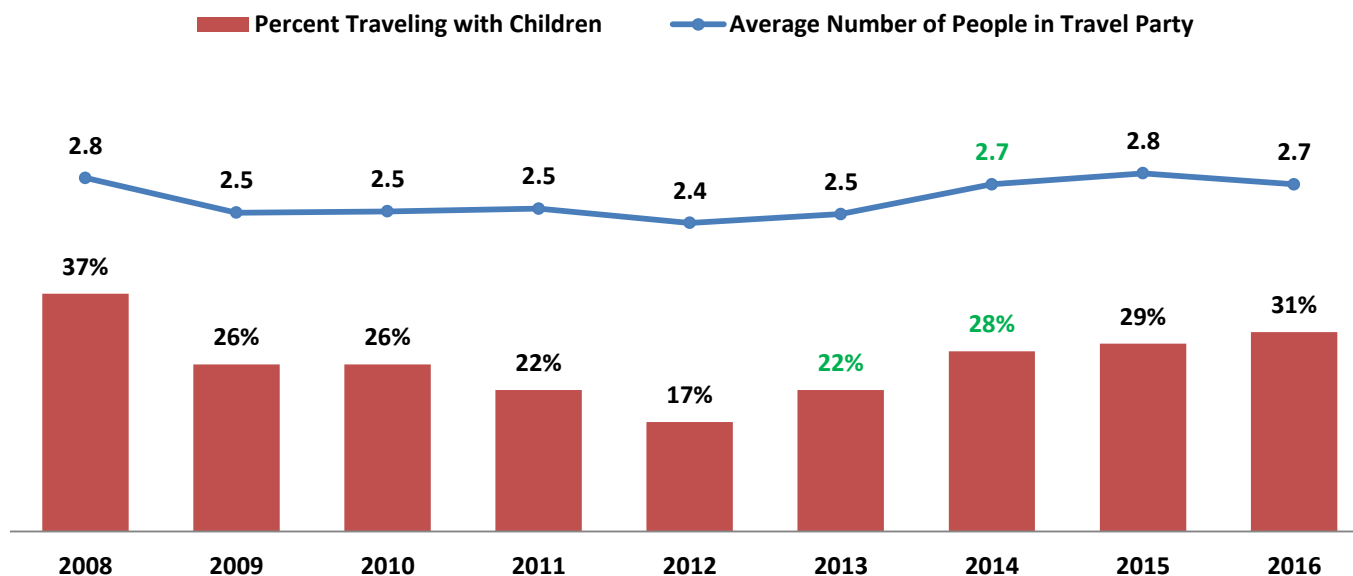 Percent Traveling with Children Average Number of People in Travel Party
2.8 2.5 2.5 2.5 2.4 2.5 2.7 2.8 2.7
37% 26% 26% 22% 17% 22% 28% 29% 31%
2008 2009 2010 2011 2012 2013 2014 2015 2016